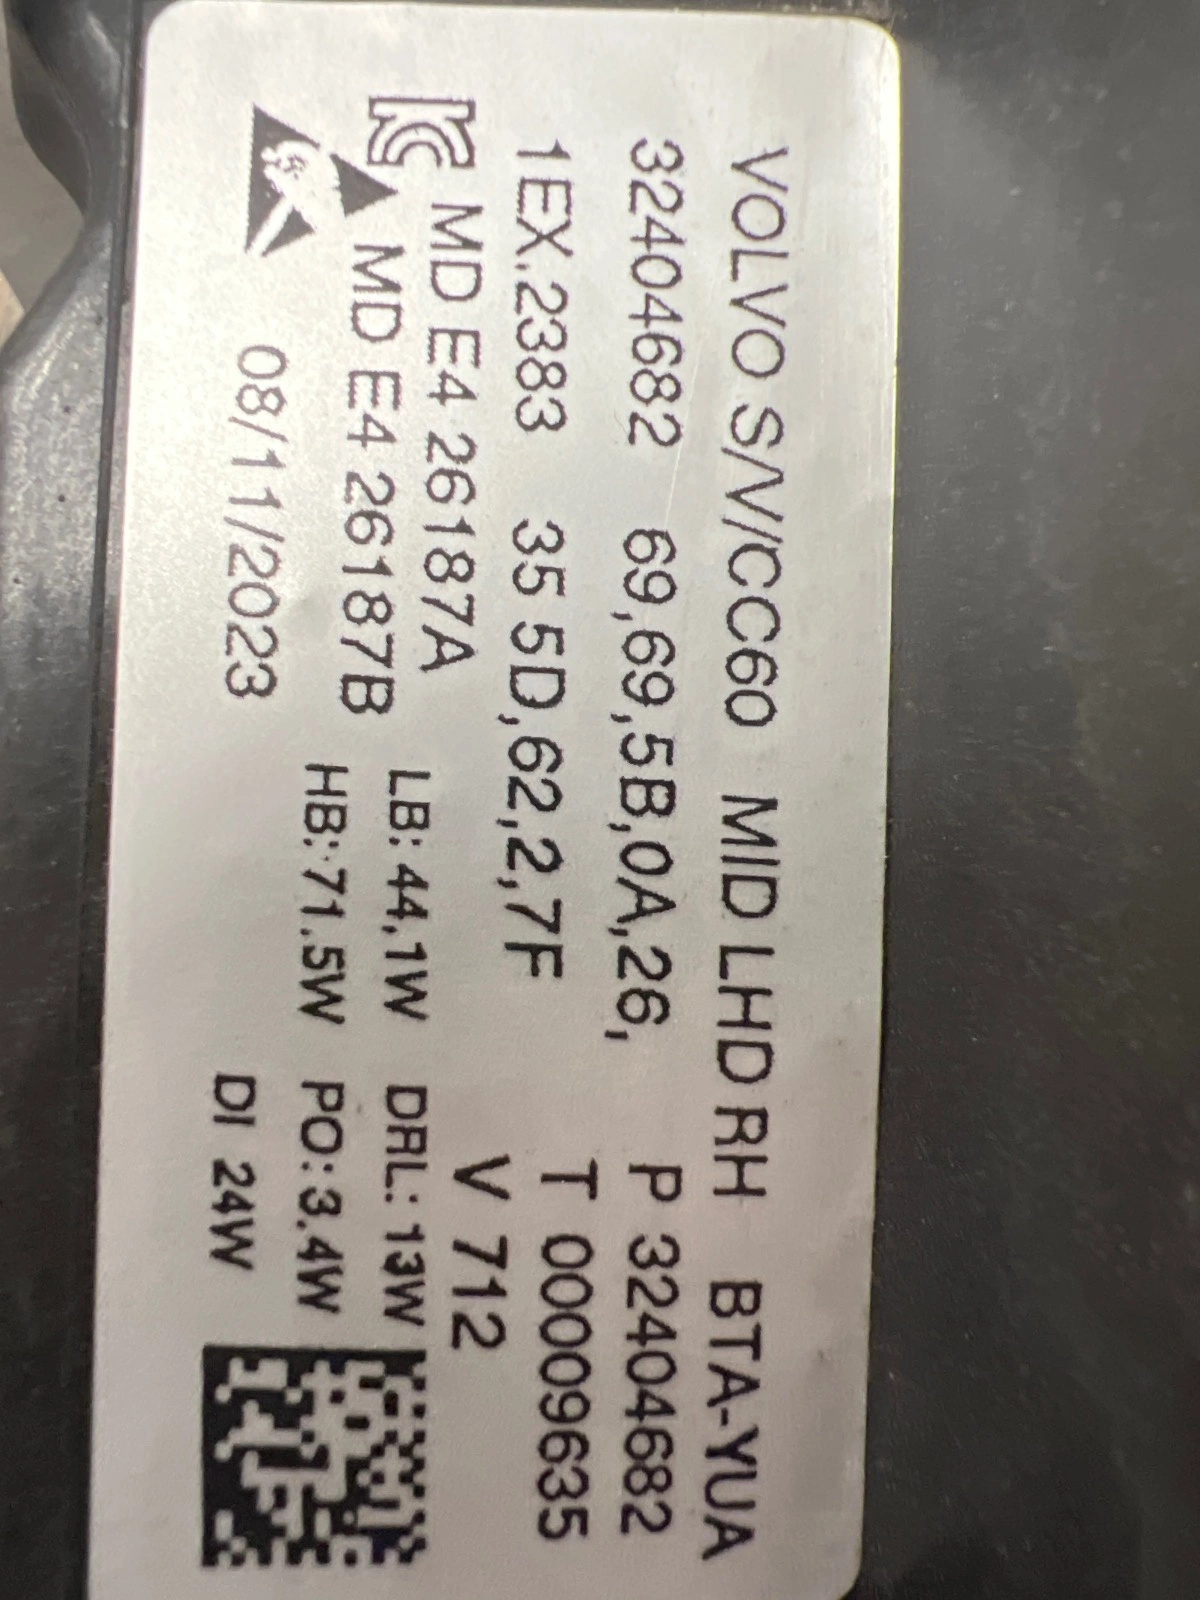 VOLVO S/V/CC60 MID LHD RH BTA-YUA
32404682 69,69,5B,0A,26, P 32404682
1EX.2383 35 5D,62,2,7F T 00009635
V 712
MD E4 26187A LB: 44,1W DRL: 13W
MD E4 26187B HB: 71,5W PO: 3,4W
08/11/2023 DI 24W